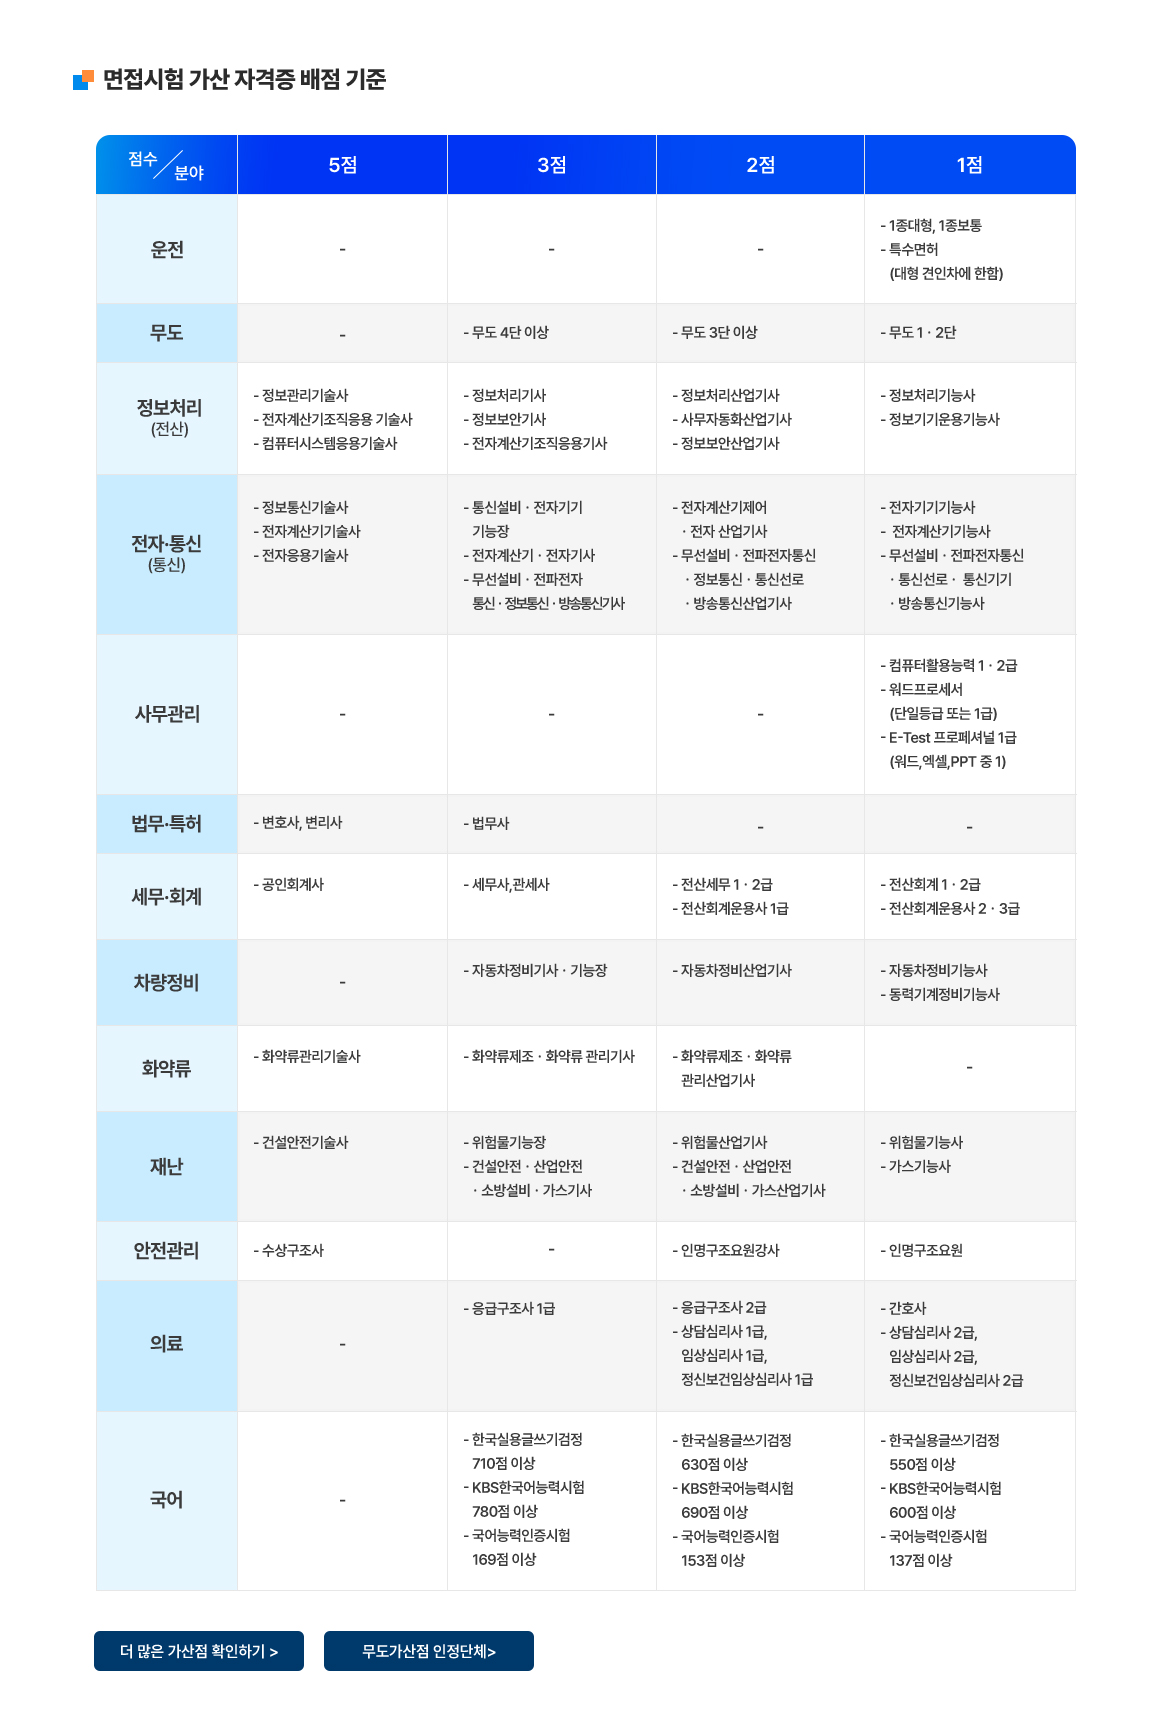 면접시험 가산 자격증 배점 기준
점수
분야
5점
3점
2점
1점
운전
-
-
-
- 1종대형, 1종보통
- 특수면허
(대형 견인차에 한함)
무도
-
- 무도 4단 이상
- 무도 3단 이상
- 무도 1 · 2단
정보처리
(전산)
- 정보관리기술사
- 전자계산기조직응용 기술사
- 컴퓨터시스템응용기술사
- 정보처리기사
- 정보보안기사
- 전자계산기조직응용기사
- 정보처리산업기사
- 사무자동화산업기사
- 정보보안산업기사
- 정보처리기능사
- 정보기기운용기능사
전자·통신
(통신)
- 정보통신기술사
- 전자계산기기술사
- 전자응용기술사
- 통신설비 · 전자기기
기능장
- 전자계산기 · 전자기사
- 무선설비 · 전파전자
통신 · 정보통신 · 방송통신기사
- 전자계산기제어
· 전자 산업기사
- 무선설비 · 전파전자통신
· 정보통신 · 통신선로
· 방송통신산업기사
- 전자기기기능사
- 전자계산기기능사
- 무선설비 · 전파전자통신
· 통신선로 · 통신기기
· 방송통신기능사
사무관리
-
-
-
- 컴퓨터활용능력 1 · 2급
- 워드프로세서
(단일등급 또는 1급)
- E-Test 프로페셔널 1급
(워드,엑셀,PPT 중 1)
법무·특허
- 변호사, 변리사
- 법무사
-
-
세무·회계
- 공인회계사
- 세무사,관세사
- 전산세무 1 · 2급
- 전산회계운용사 1급
- 전산회계 1 · 2급
- 전산회계운용사 2 · 3급
차량정비
-
- 자동차정비기사 · 기능장
- 자동차정비산업기사
- 자동차정비기능사
- 동력기계정비기능사
화약류
- 화약류관리기술사
- 화약류제조 · 화약류 관리기사
- 화약류제조 · 화약류
관리산업기사
-
재난
- 건설안전기술사
- 위험물기능장
- 건설안전 · 산업안전
· 소방설비 · 가스기사
- 위험물산업기사
- 건설안전 · 산업안전
· 소방설비 · 가스산업기사
- 위험물기능사
- 가스기능사
안전관리
- 수상구조사
-
- 인명구조요원강사
- 인명구조요원
의료
-
- 응급구조사 1급
- 응급구조사 2급
- 상담심리사 1급,
임상심리사 1급,
정신보건임상심리사 1급
- 간호사
- 상담심리사 2급,
임상심리사 2급,
정신보건임상심리사 2급
국어
-
- 한국실용글쓰기검정
710점 이상
- KBS한국어능력시험
780점 이상
- 국어능력인증시험
169점 이상
- 한국실용글쓰기검정
630점 이상
- KBS한국어능력시험
690점 이상
- 국어능력인증시험
153점 이상
- 한국실용글쓰기검정
550점 이상
- KBS한국어능력시험
600점 이상
- 국어능력인증시험
137점 이상
더 많은 가산점 확인하기 >
무도가산점 인정단체>